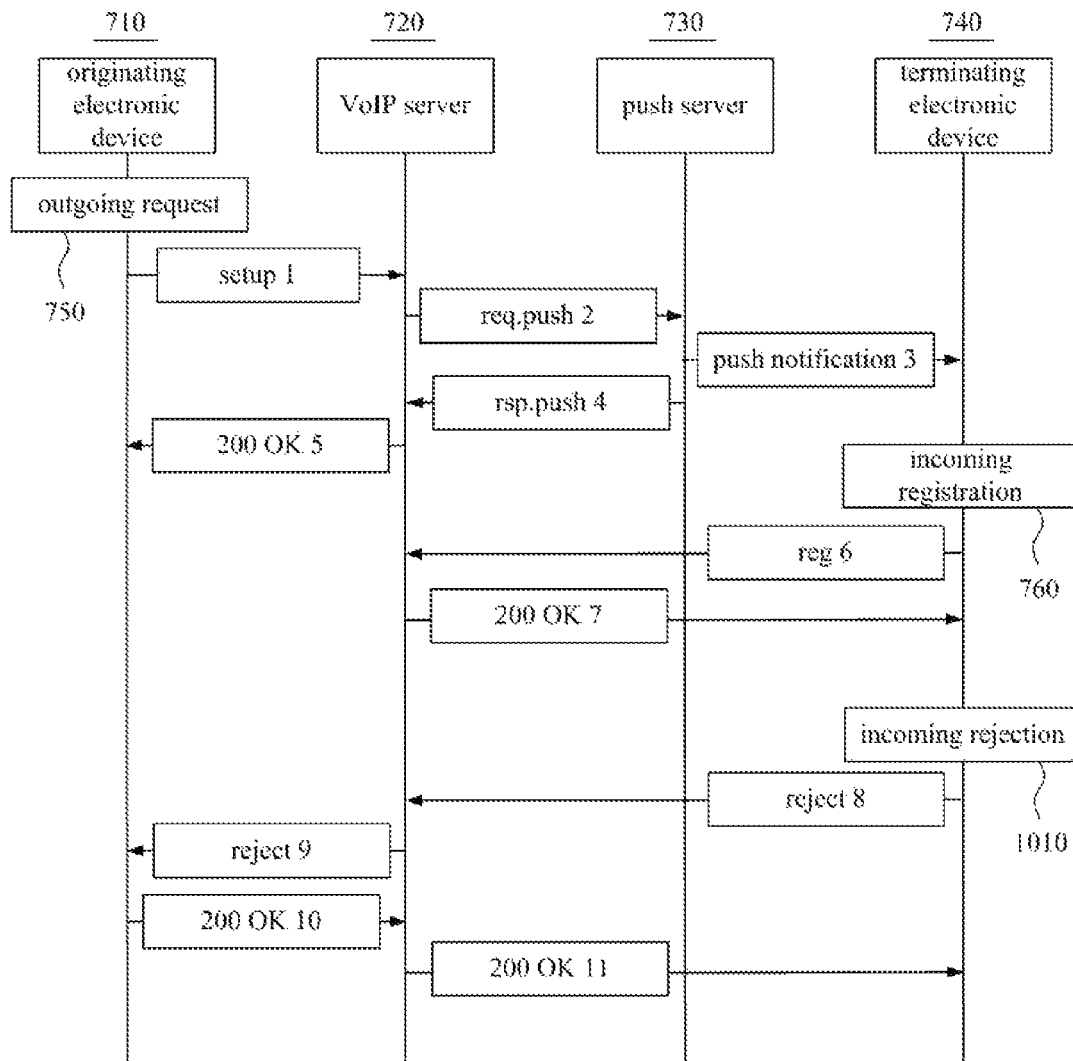 710
720
730
740
originating
electronic
device
VoIP server
push server
terminating
electronic
device
outgoing request
750
setup 1
req.push 2
push notification 3
rsp.push 4
200 OK 5
incoming
registration
760
reg 6
200 OK 7
incoming rejection
1010
reject 8
reject 9
200 OK 10
200 OK 11